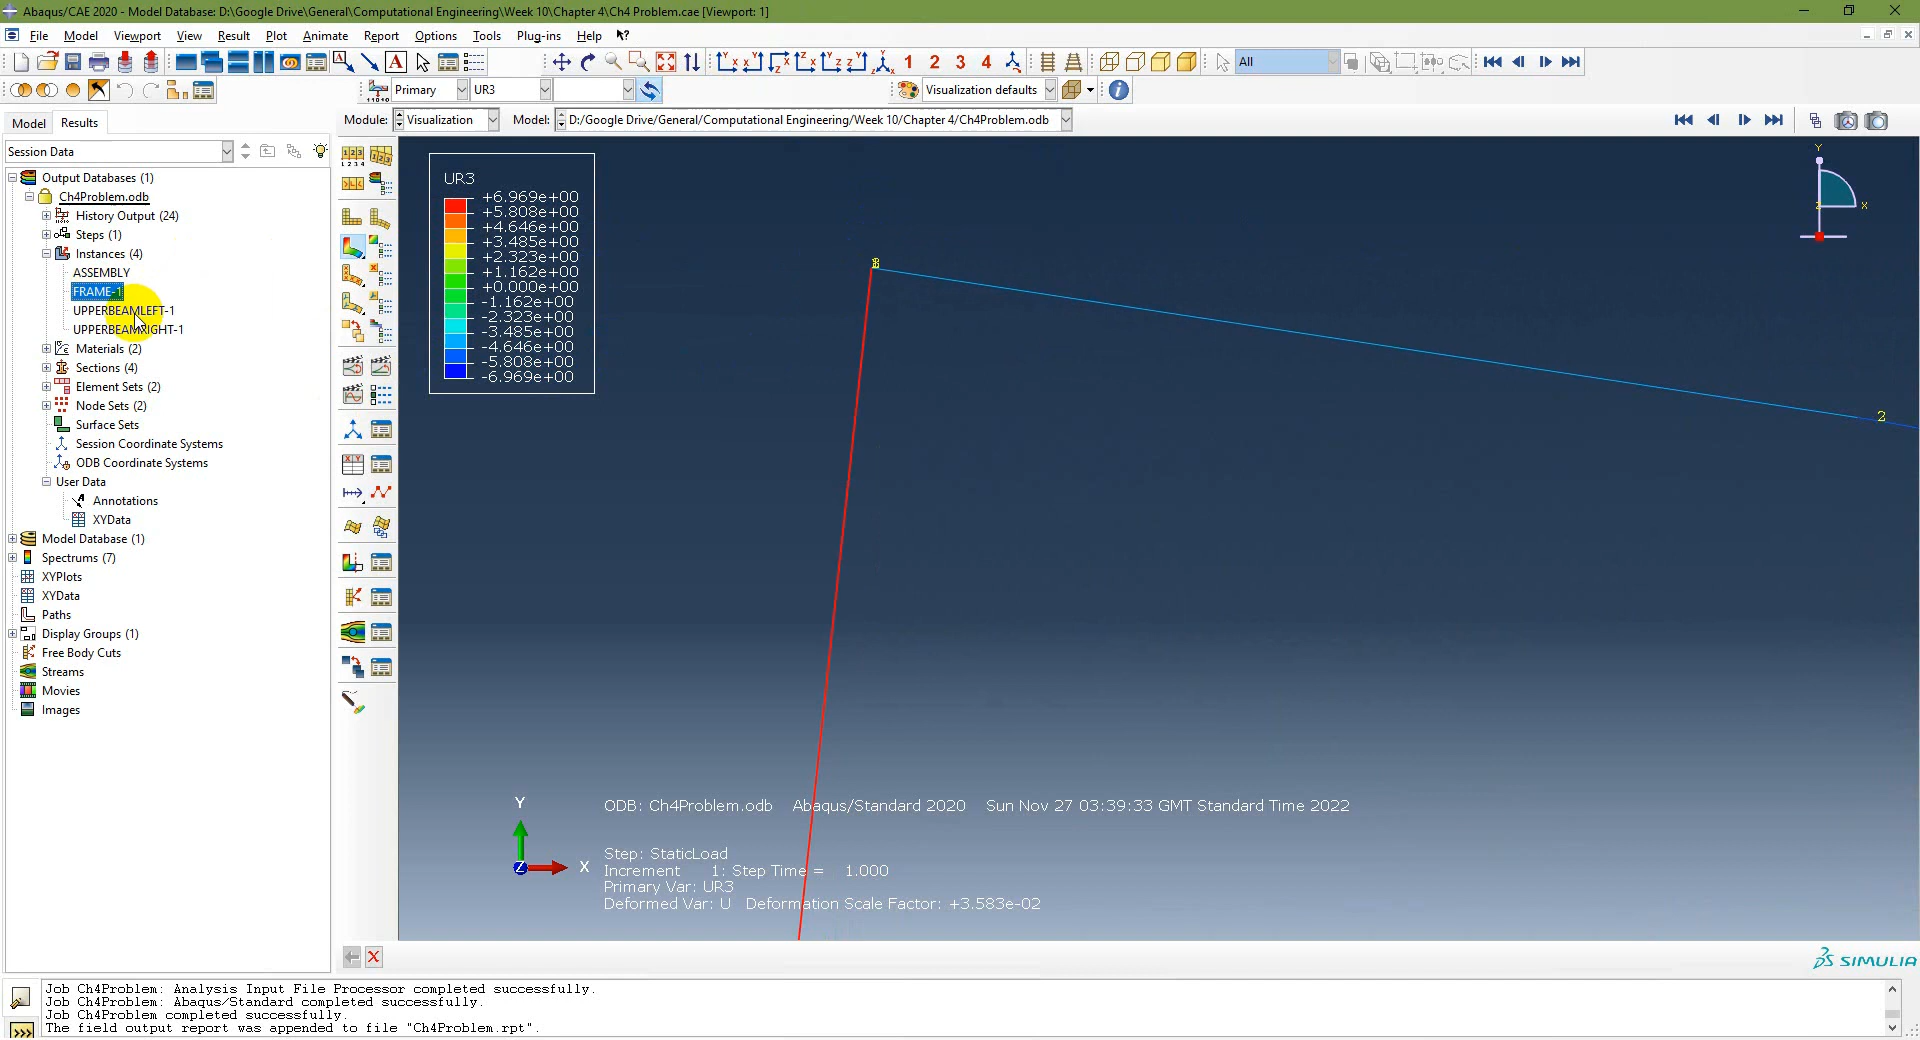 Abaqus/CAE 2020 - Model Database: D:\Google Drive\General\Computational Engineering\Week 10\Chapter 4\Ch4 Problem.cae [Viewport: 1]
File Model Viewport View Result Plot Animate Report Options Tools Plug-ins Help
1 2 3 4 All
Primary UR3 Visualization defaults
Model Results Module: Visualization Model: D:/Google Drive/General/Computational Engineering/Week 10/Chapter 4/Ch4Problem.odb
Session Data
Output Databases (1)
Ch4Problem.odb
History Output (24)
Steps (1)
Instances (4)
ASSEMBLY
FRAME-1
UPPERBEAMLEFT-1
UPPERBEAMRIGHT-1
Materials (2)
Sections (4)
Element Sets (2)
Node Sets (2)
Surface Sets
Session Coordinate Systems
ODB Coordinate Systems
User Data
Annotations
XYData
Model Database (1)
Spectrums (7)
XYPlots
XYData
Paths
Display Groups (1)
Free Body Cuts
Streams
Movies
Images
UR3
+6.969e+00
+5.808e+00
+4.646e+00
+3.485e+00
+2.323e+00
+1.162e+00
+0.000e+00
-1.162e+00
-2.323e+00
-3.485e+00
-4.646e+00
-5.808e+00
-6.969e+00
Y
X
2
Y
Z
X
ODB: Ch4Problem.odb Abaqus/Standard 2020 Sun Nov 27 03:39:33 GMT Standard Time 2022
Step: StaticLoad
Increment 1: Step Time = 1.000
Primary Var: UR3
Deformed Var: U Deformation Scale Factor: +3.583e-02
SIMULIA
Job Ch4Problem: Analysis Input File Processor completed successfully.
Job Ch4Problem: Abaqus/Standard completed successfully.
Job Ch4Problem completed successfully.
The field output report was appended to file "Ch4Problem.rpt".
>>>